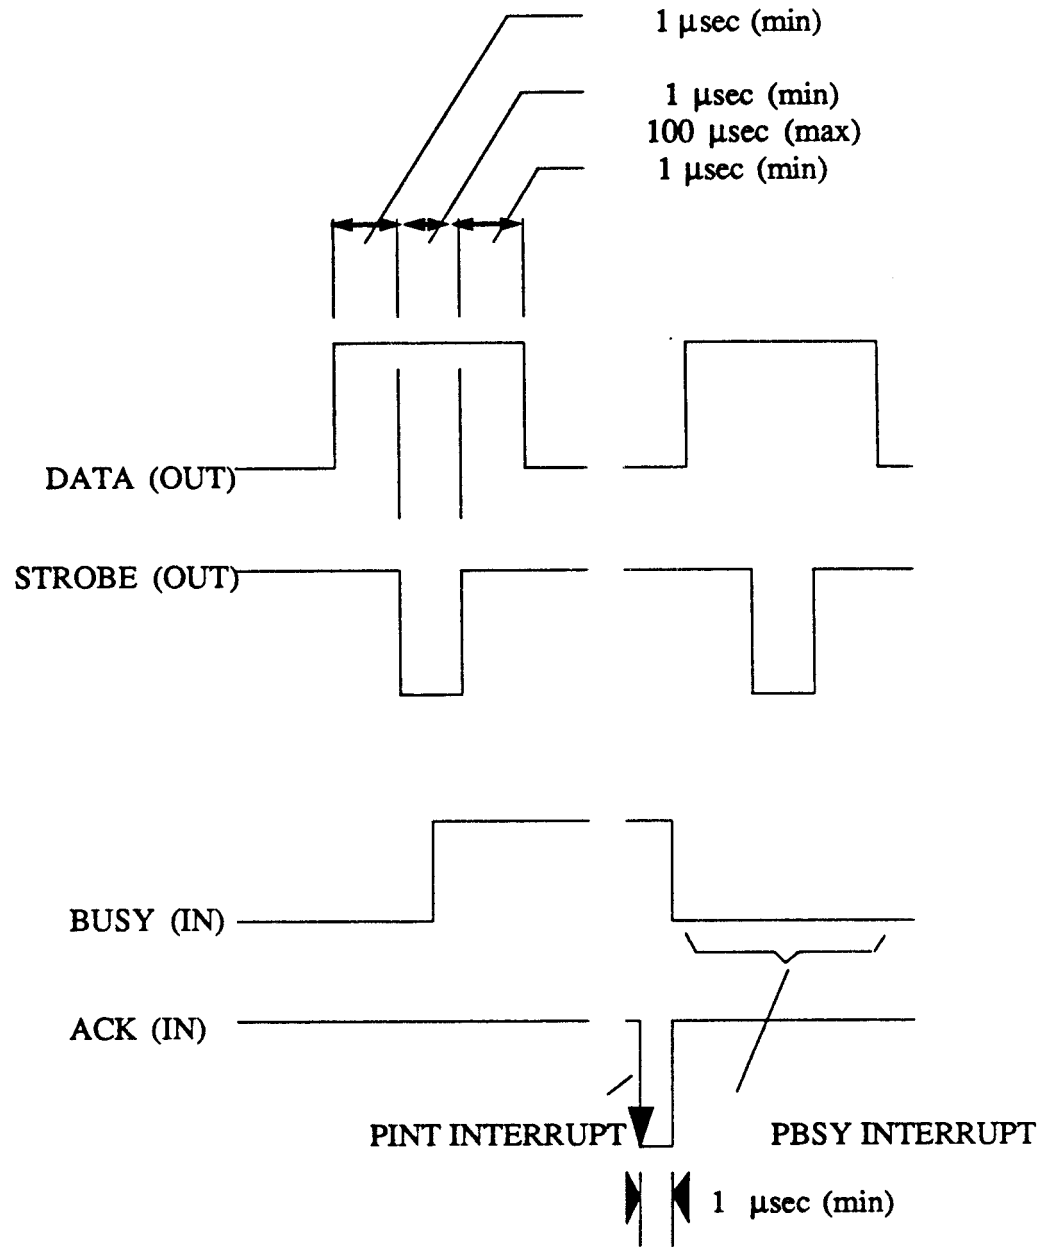 1 μsec (min)
1 μsec (min)
100 μsec (max)
1 μsec (min)
DATA (OUT)
STROBE (OUT)
BUSY (IN)
ACK (IN)
PINT INTERRUPT
PBSY INTERRUPT
1 μsec (min)